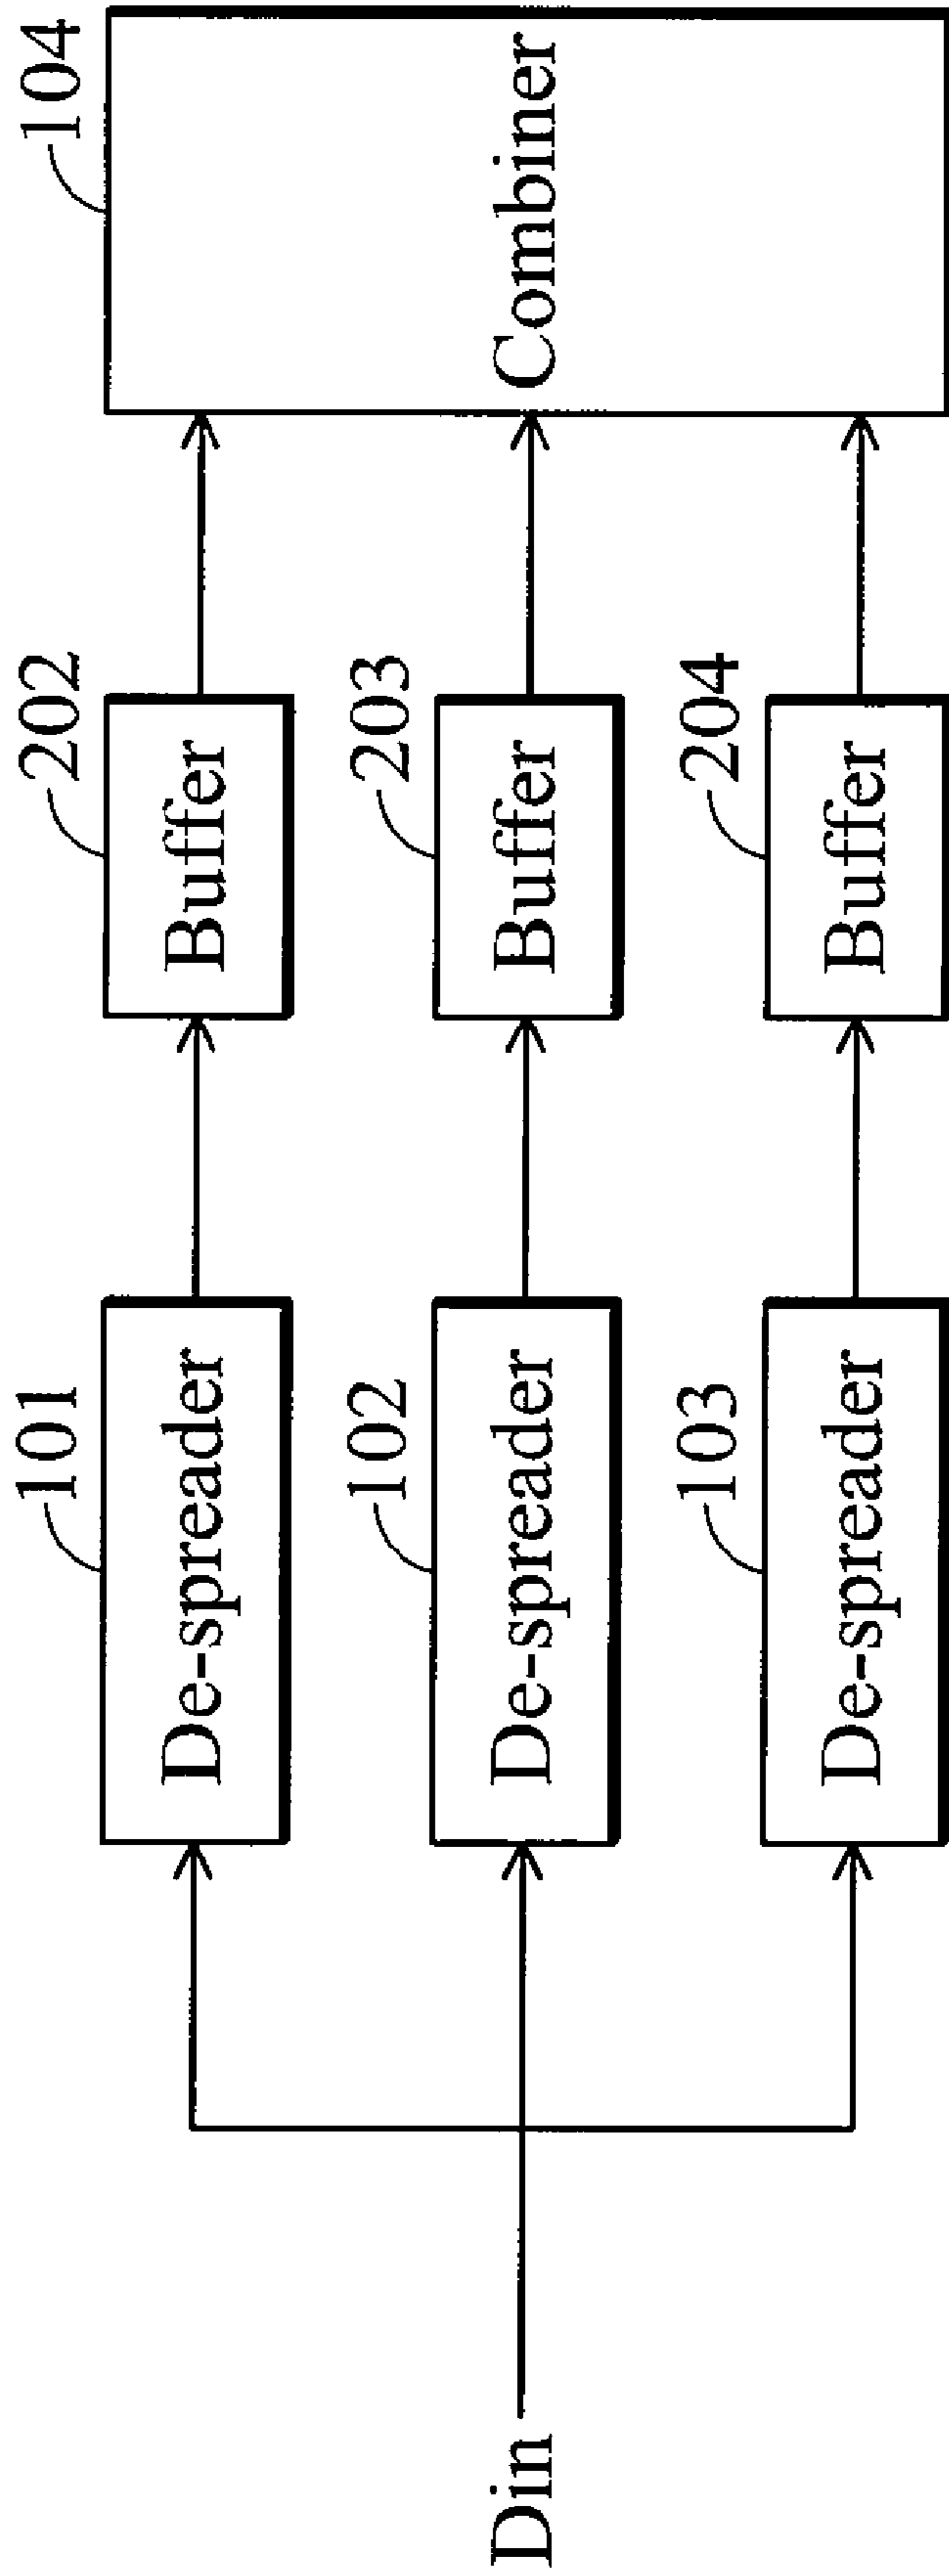 101
202
104
De-spreader
Buffer
102
203
Din
De-spreader
Buffer
Combiner
103
204
De-spreader
Buffer